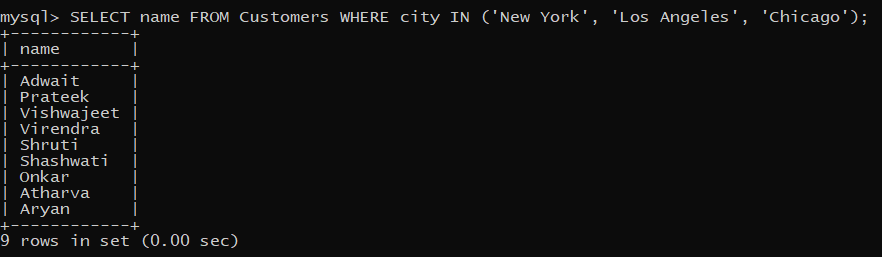 mysql> SELECT name FROM Customers WHERE city IN ('New York', 'Los Angeles', 'Chicago');
+------------+
| name       |
+------------+
| Adwait     |
| Prateek    |
| Vishwajeet |
| Virendra   |
| Shruti     |
| Shashwati  |
| Onkar      |
| Atharva    |
| Aryan      |
+------------+
9 rows in set (0.00 sec)